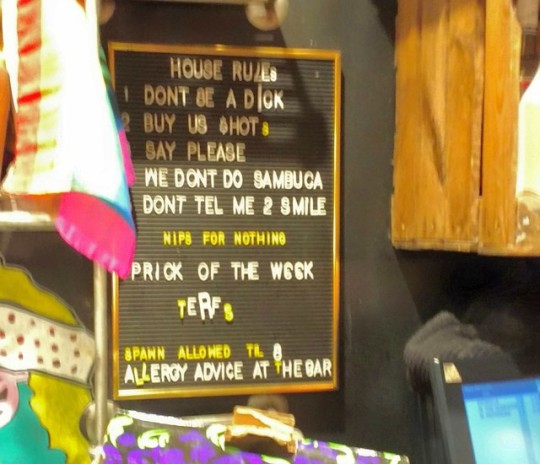 HOUSE RULES
1 DONT BE A DICK
2 BUY US SHOTS
SAY PLEASE
WE DONT DO SAMBUCA
DONT TEL ME 2 SMILE
NIPS FOR NOTHING
PRICK OF THE WEEK
TERFS
SPAWN ALLOWED TIL 8
ALLERGY ADVICE AT THE BAR